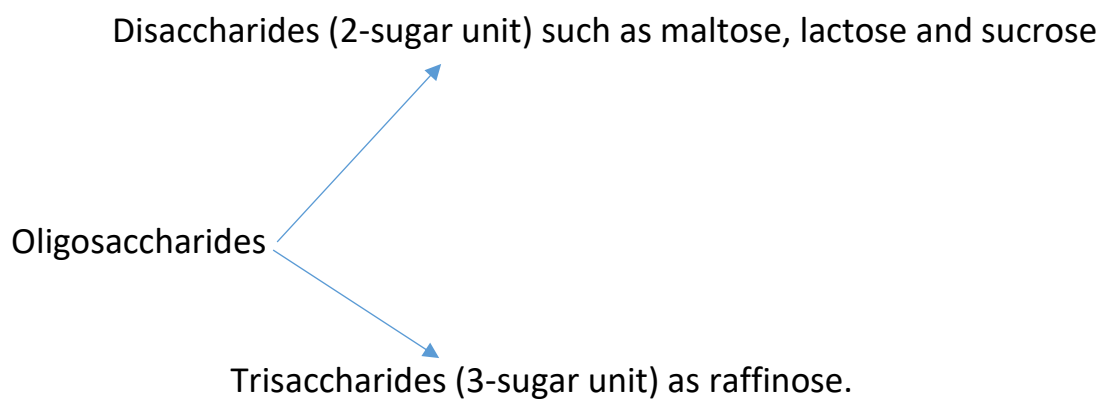 Disaccharides (2-sugar unit) such as maltose, lactose and sucrose
Oligosaccharides
Trisaccharides (3-sugar unit) as raffinose.